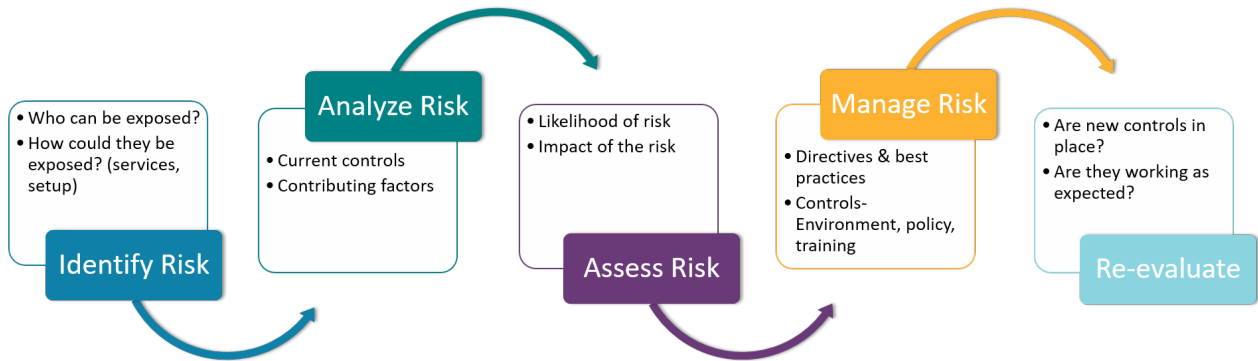 • Who can be exposed?
• How could they be
exposed? (services,
setup)
Identify Risk
Analyze Risk
• Current controls
• Contributing factors
• Likelihood of risk
• Impact of the risk
Assess Risk
Manage Risk
• Directives & best
practices
• Controls-
Environment, policy,
training
• Are new controls in
place?
• Are they working as
expected?
Re-evaluate